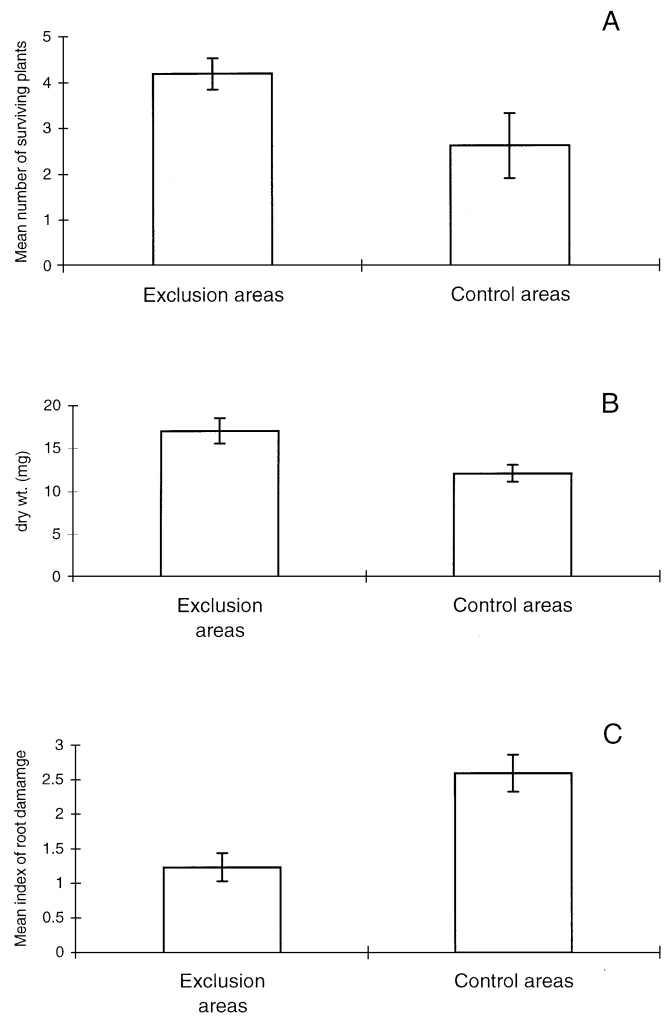 A
Mean number of surviving plants
5
4
3
2
1
0
Exclusion areas
Control areas
B
dry wt. (mg)
20
15
10
5
0
Exclusion
areas
Control areas
C
Mean index of root damamge
3
2.5
2
1.5
1
0.5
0
Exclusion
areas
Control areas